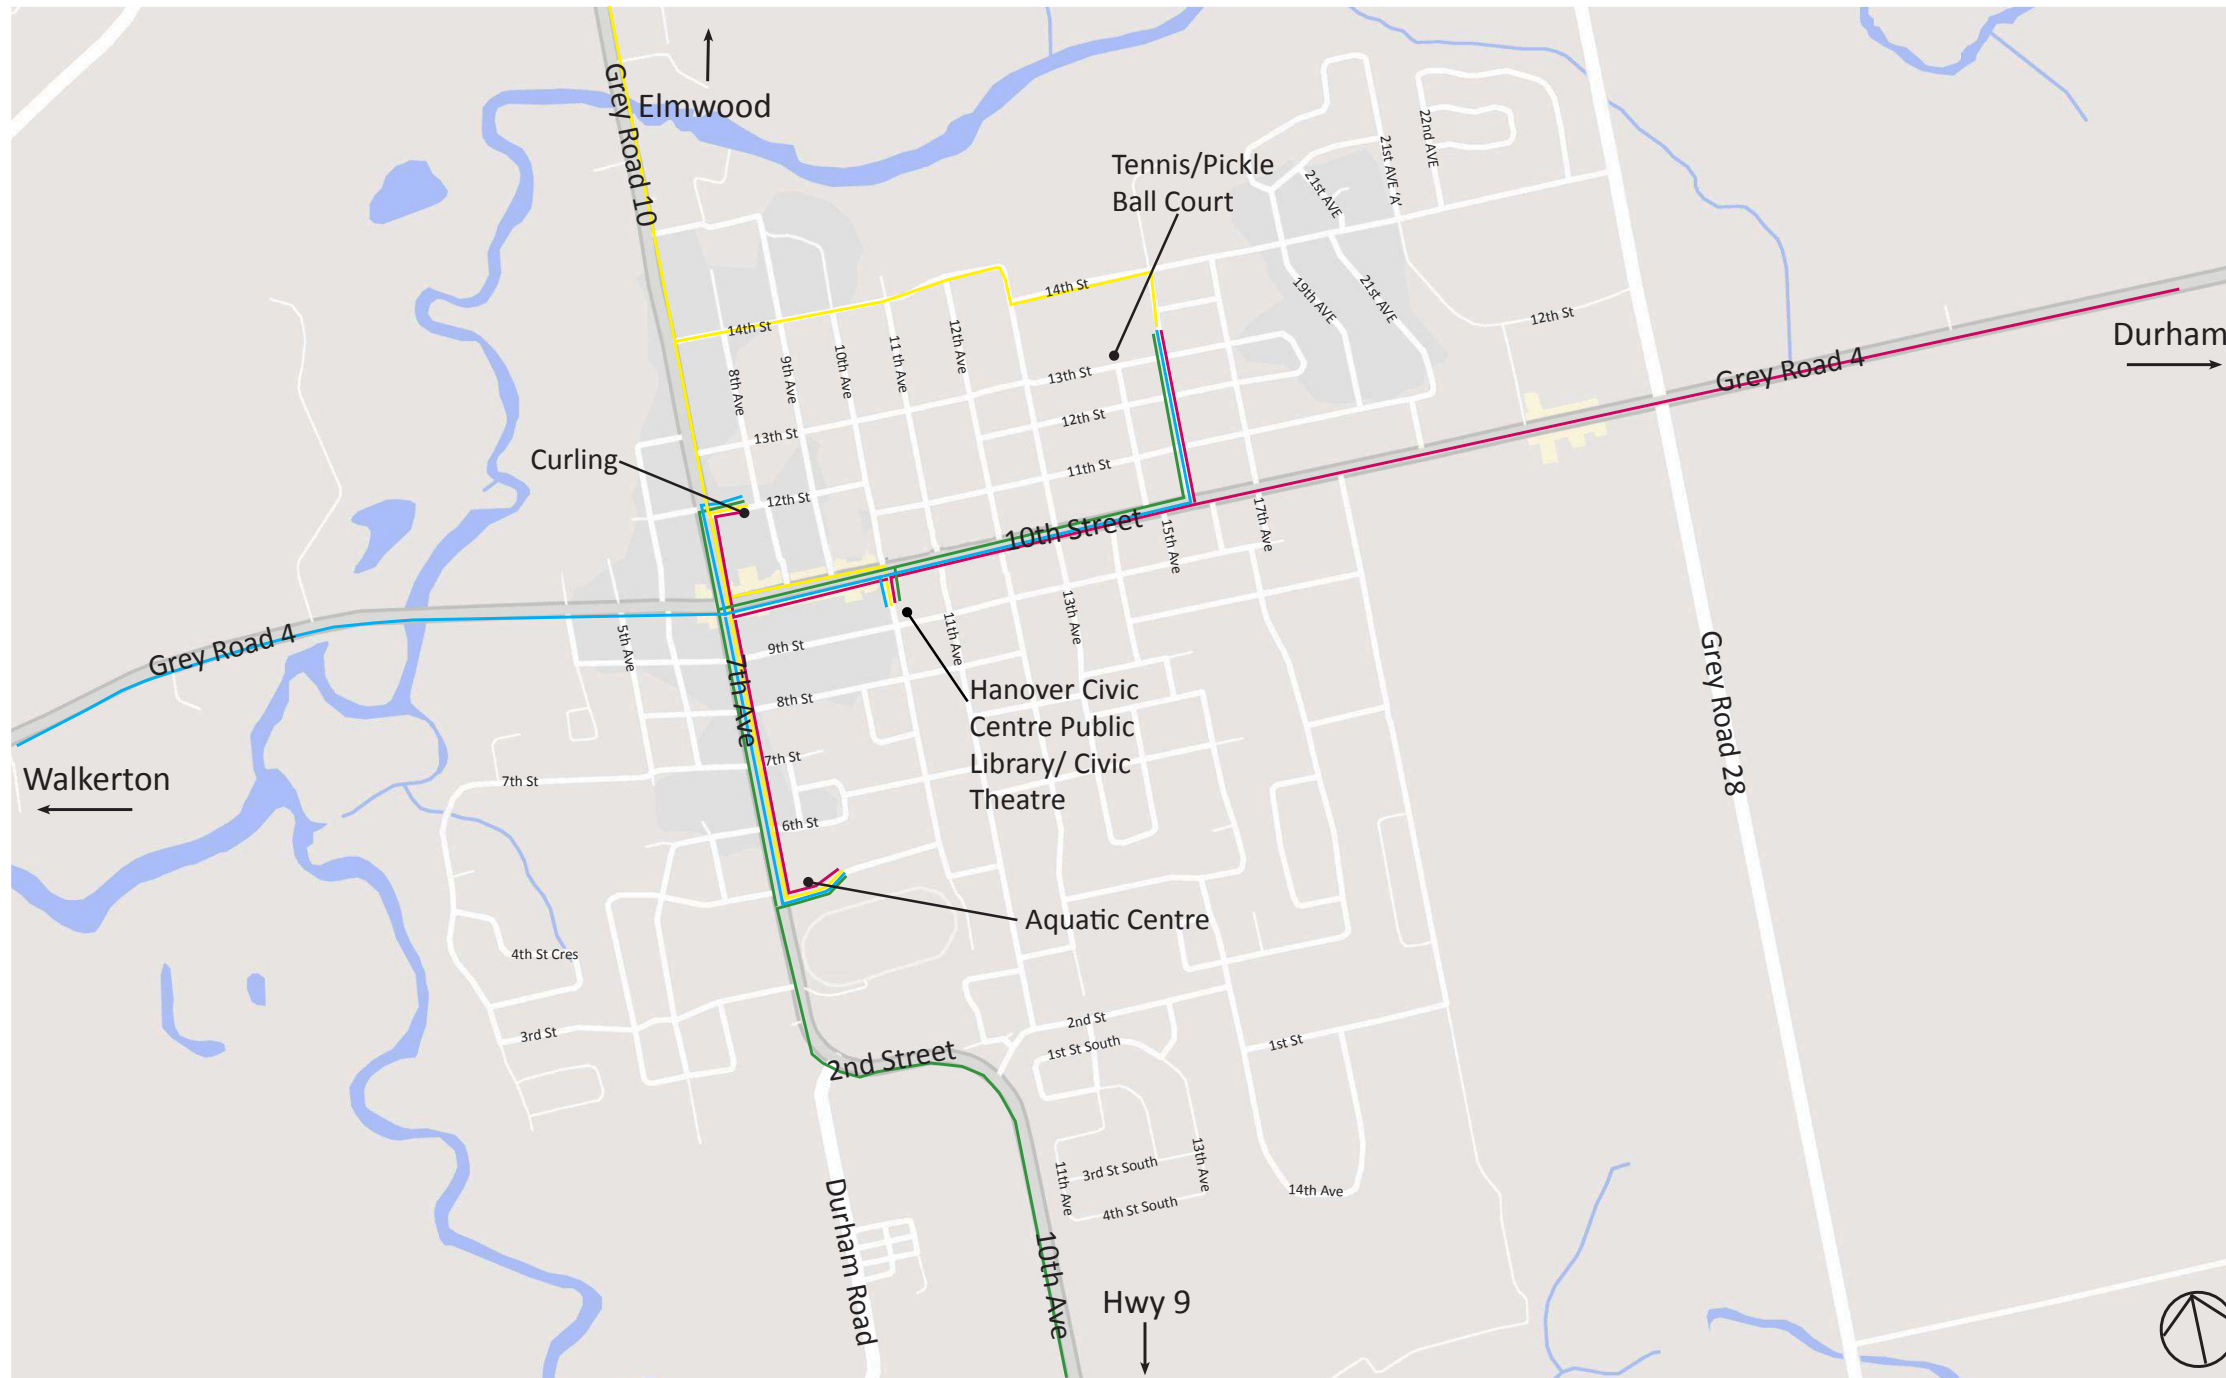 Elmwood
Grey Road 10
Tennis/Pickle
Ball Court
21st AVE 'A'
22nd AVE
21st AVE
19th AVE
21st AVE
12th St
Durham
Grey Road 4
14th St
14th St
8th Ave
9th Ave
10th Ave
11 th Ave
12th Ave
13th St
13th St
12th St
11th St
Curling
12th St
10th Street
15th Ave
17th Ave
Grey Road 4
5th Ave
7th Ave
9th St
8th St
11th Ave
13th Ave
Hanover Civic
Centre Public
Library/ Civic
Theatre
Grey Road 28
Walkerton
7th St
7th St
6th St
Aquatic Centre
4th St Cres
3rd St
2nd Street
2nd St
1st St South
1st St
Durham Road
10th Ave
11th Ave
3rd St South
4th St South
13th Ave
14th Ave
Hwy 9